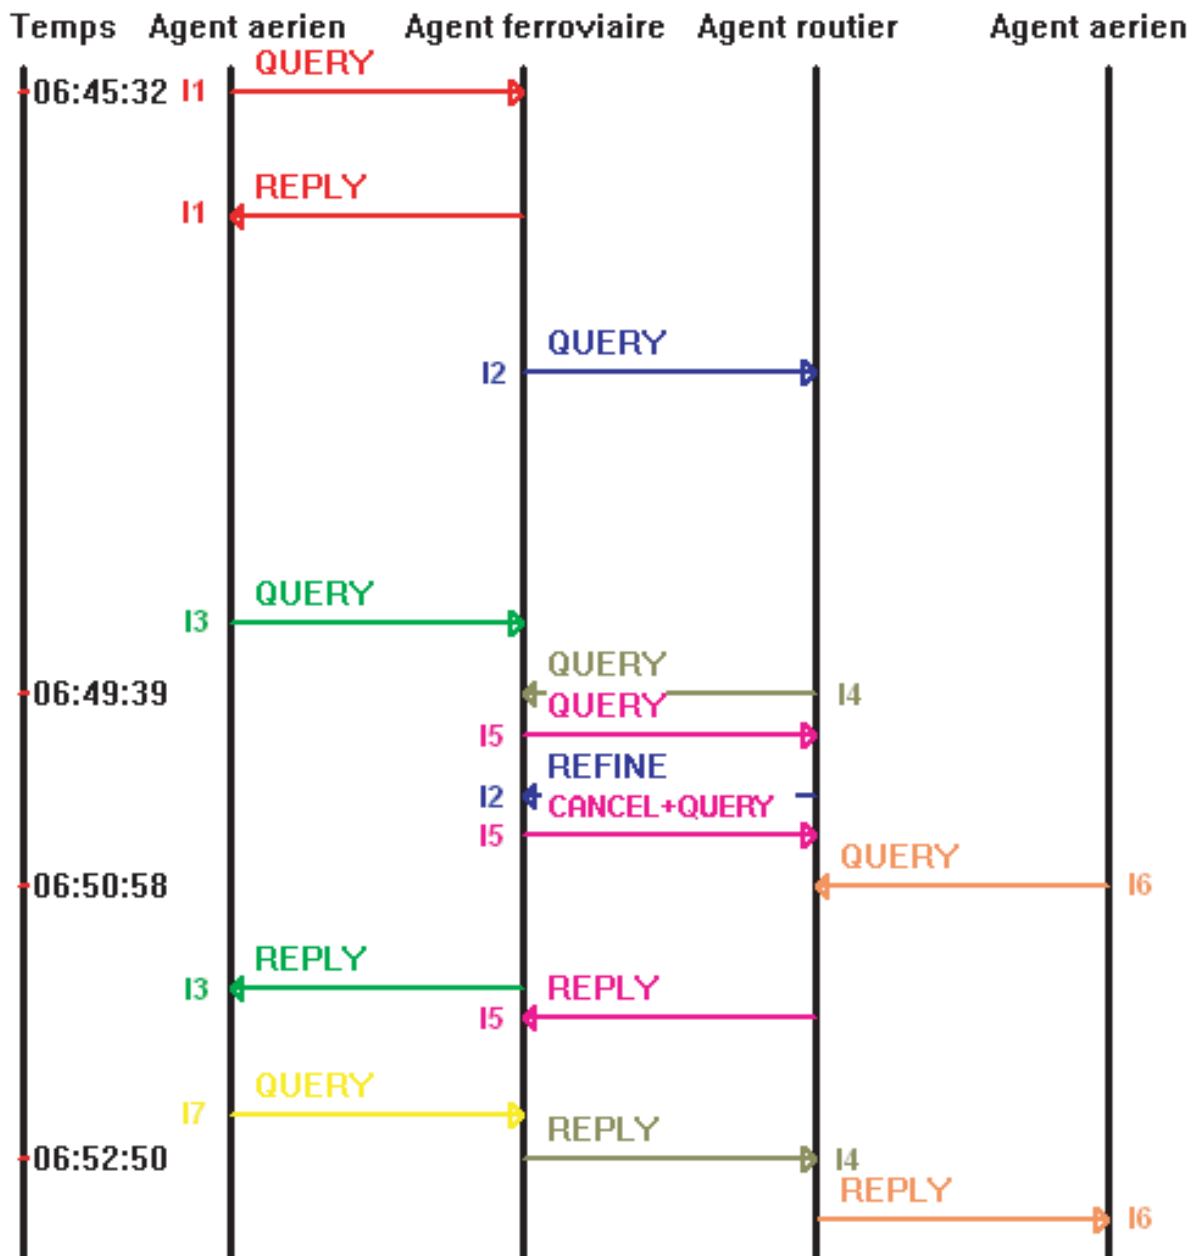 Temps Agent aerien Agent ferroviaire Agent routier Agent aerien
QUERY
06:45:32 I1
REPLY
I1
QUERY
I2
QUERY
I3
QUERY
06:49:39 I4
QUERY
I5
REFINE
I2
CANCEL+QUERY
I5
QUERY
06:50:58 I6
REPLY
I3
REPLY
I5
QUERY
I7
REPLY
06:52:50 I4
REPLY
I6